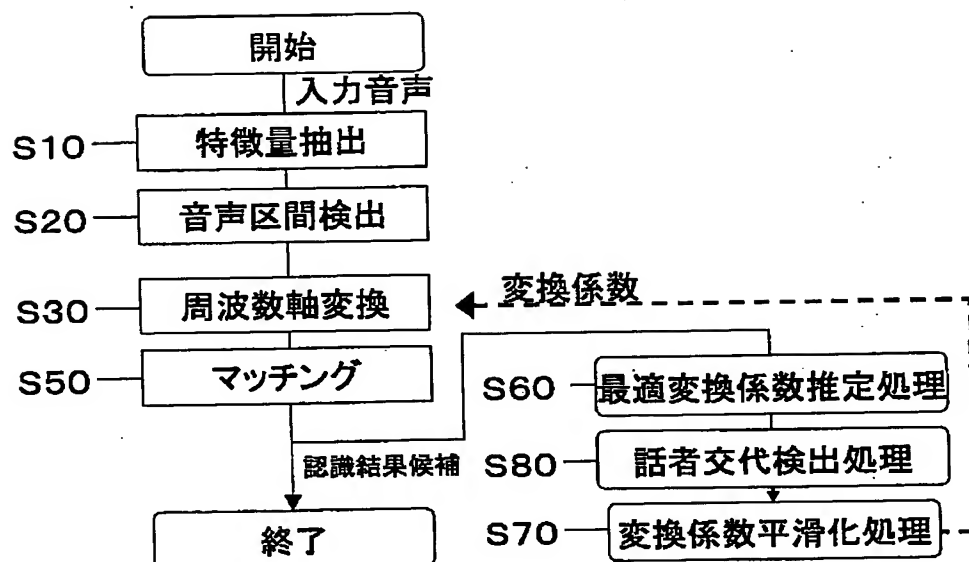 開始
入力音声
S10 特徴量抽出
S20 音声区間検出
S30 周波数軸変換
変換係数
S50 マッチング
S60 最適変換係数推定処理
認識結果候補
S80 話者交代検出処理
終了
S70 変換係数平滑化処理